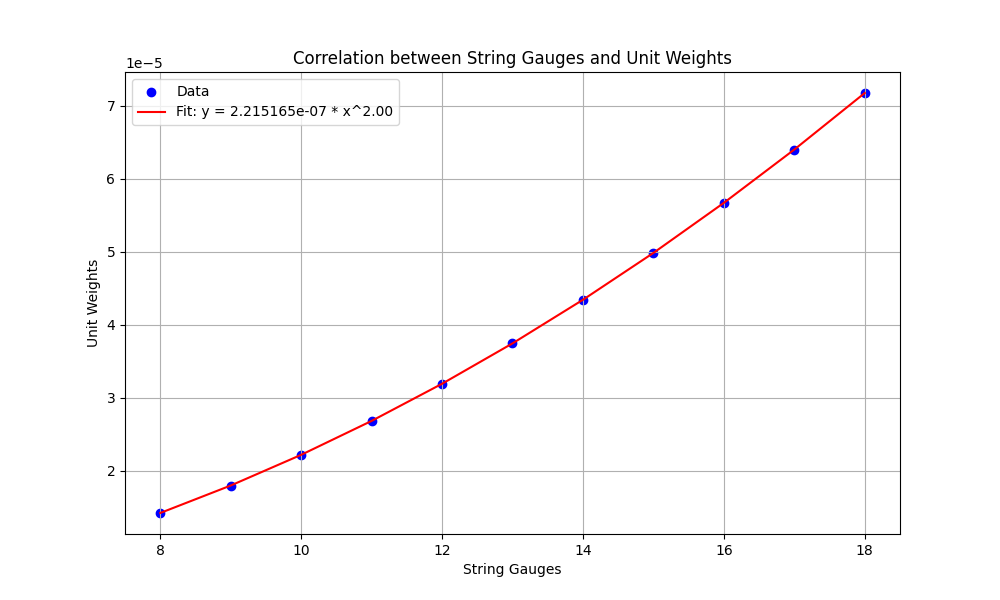 Correlation between String Gauges and Unit Weights
1e−5
Data
Fit: y = 2.215165e-07 * x^2.00
7
6
5
4
3
2
Unit Weights
8 10 12 14 16 18
String Gauges